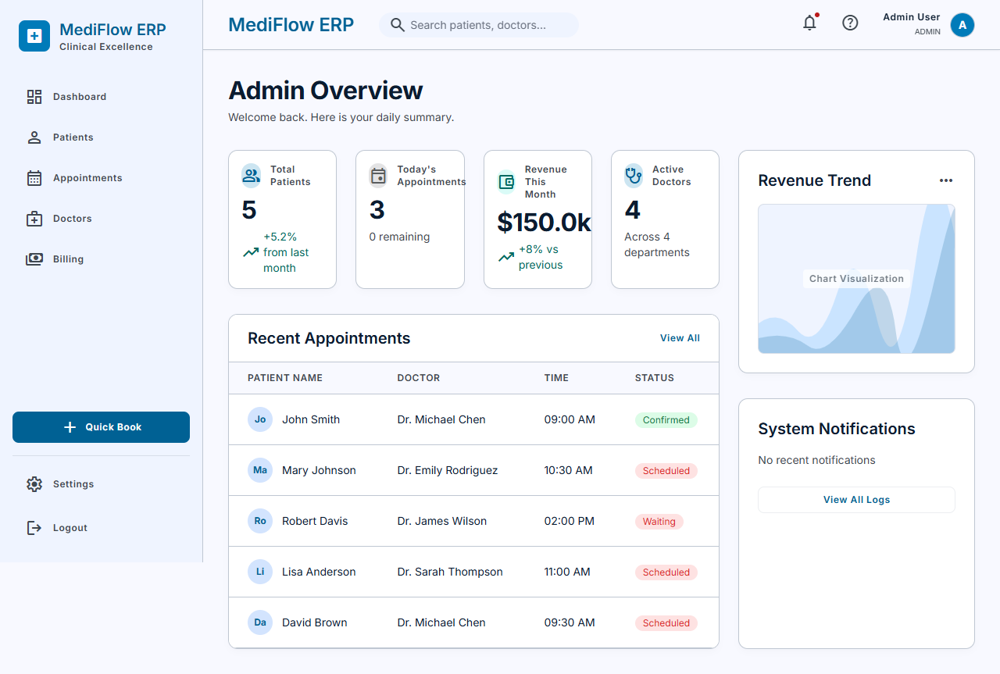 MediFlow ERP
Clinical Excellence
Dashboard
Patients
Appointments
Doctors
Billing
Quick Book
Settings
Logout
MediFlow ERP
Search patients, doctors...
Admin User
ADMIN
A
Admin Overview
Welcome back. Here is your daily summary.
Total
Patients
5
+5.2%
from last
month
Today's
Appointments
3
0 remaining
Revenue
This
Month
$150.0k
+8% vs
previous
Active
Doctors
4
Across 4
departments
Revenue Trend
Chart Visualization
Recent Appointments
View All
PATIENT NAME DOCTOR TIME STATUS
Jo John Smith Dr. Michael Chen 09:00 AM Confirmed
Ma Mary Johnson Dr. Emily Rodriguez 10:30 AM Scheduled
Ro Robert Davis Dr. James Wilson 02:00 PM Waiting
Li Lisa Anderson Dr. Sarah Thompson 11:00 AM Scheduled
Da David Brown Dr. Michael Chen 09:30 AM Scheduled
System Notifications
No recent notifications
View All Logs